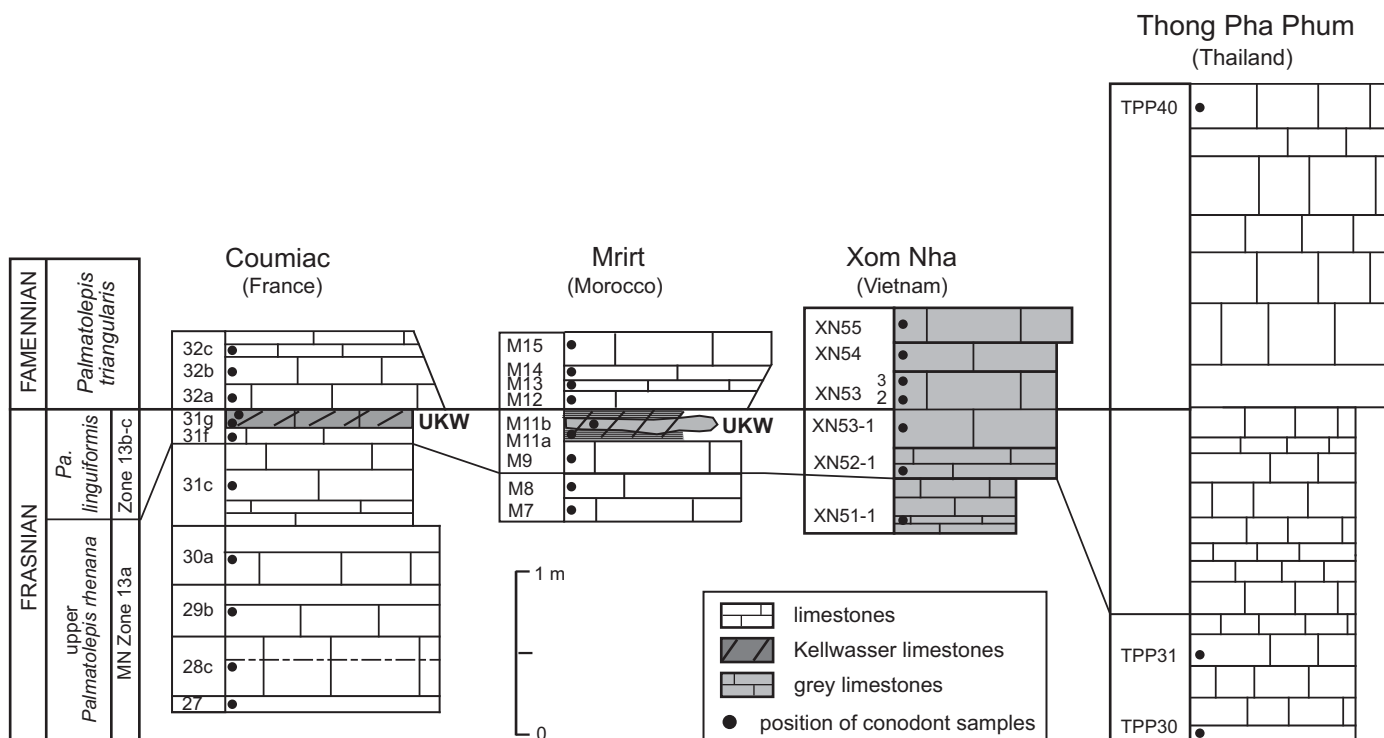 Thong Pha Phum
(Thailand)
TPP40
TPP31
TPP30
Coumiac
(France)
32c
32b
32a
31g
31f
31c
30a
29b
28c
27
UKW
Mrirt
(Morocco)
M15
M14
M13
M12
M11b
M11a
M9
M8
M7
UKW
Xom Nha
(Vietnam)
XN55
XN54
3
XN53 2
XN53-1
XN52-1
XN51-1
FAMENNIAN
Palmatolepis
triangularis
FRASNIAN
Pa.
linguiformis
Zone 13b-c
upper
Palmatolepis rhenana
MN Zone 13a
1 m
0
limestones
Kellwasser limestones
grey limestones
position of conodont samples